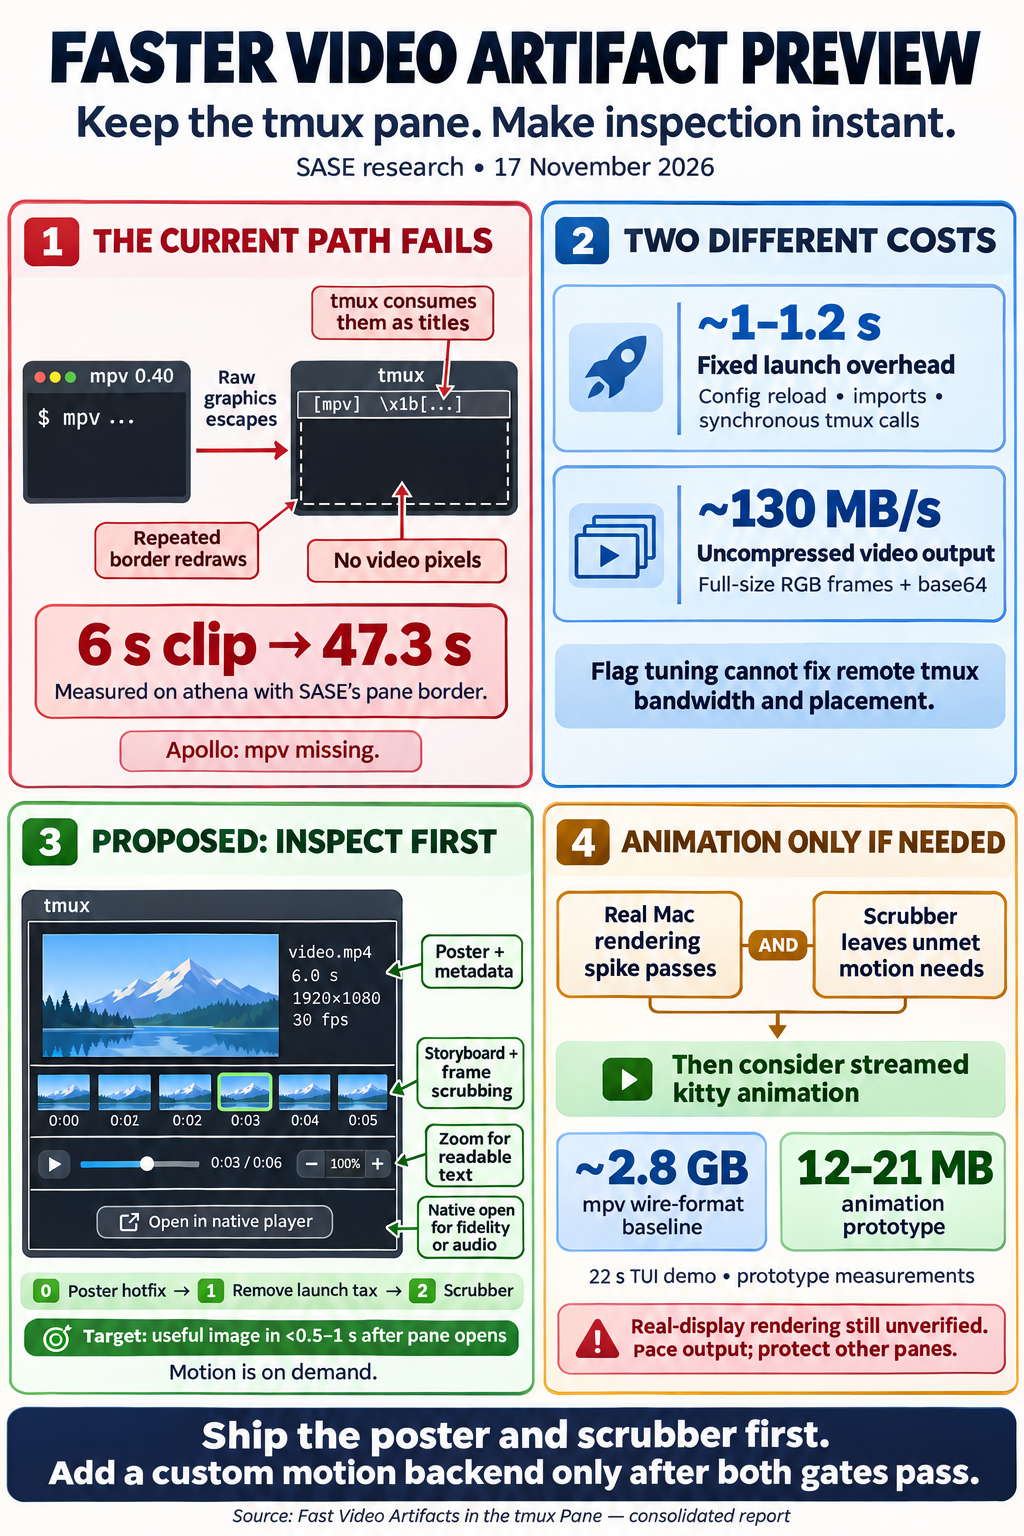 FASTER VIDEO ARTIFACT PREVIEW
Keep the tmux pane. Make inspection instant.
SASE research • 17 November 2026
1 THE CURRENT PATH FAILS
tmux consumes
them as titles
mpv 0.40
$ mpv ...
Raw
graphics
escapes
tmux
[mpv] \x1b[...]
Repeated
border redraws
No video pixels
6 s clip → 47.3 s
Measured on athena with SASE's pane border.
Apollo: mpv missing.
2 TWO DIFFERENT COSTS
~1–1.2 s
Fixed launch overhead
Config reload • imports •
synchronous tmux calls
~130 MB/s
Uncompressed video output
Full-size RGB frames + base64
Flag tuning cannot fix remote tmux
bandwidth and placement.
3 PROPOSED: INSPECT FIRST
tmux
video.mp4
6.0 s
1920×1080
30 fps
Poster +
metadata
0:00 0:02 0:02 0:03 0:04 0:05
Storyboard +
frame
scrubbing
0:03 / 0:06 − 100% +
Zoom for
readable
text
Open in native player
Native open
for fidelity
or audio
0 Poster hotfix → 1 Remove launch tax → 2 Scrubber
Target: useful image in <0.5–1 s after pane opens
Motion is on demand.
4 ANIMATION ONLY IF NEEDED
Real Mac
rendering
spike passes
AND
Scrubber
leaves unmet
motion needs
Then consider streamed
kitty animation
~2.8 GB
mpv wire-format
baseline
12–21 MB
animation
prototype
22 s TUI demo • prototype measurements
Real-display rendering still unverified.
Pace output; protect other panes.
Ship the poster and scrubber first.
Add a custom motion backend only after both gates pass.
Source: Fast Video Artifacts in the tmux Pane — consolidated report